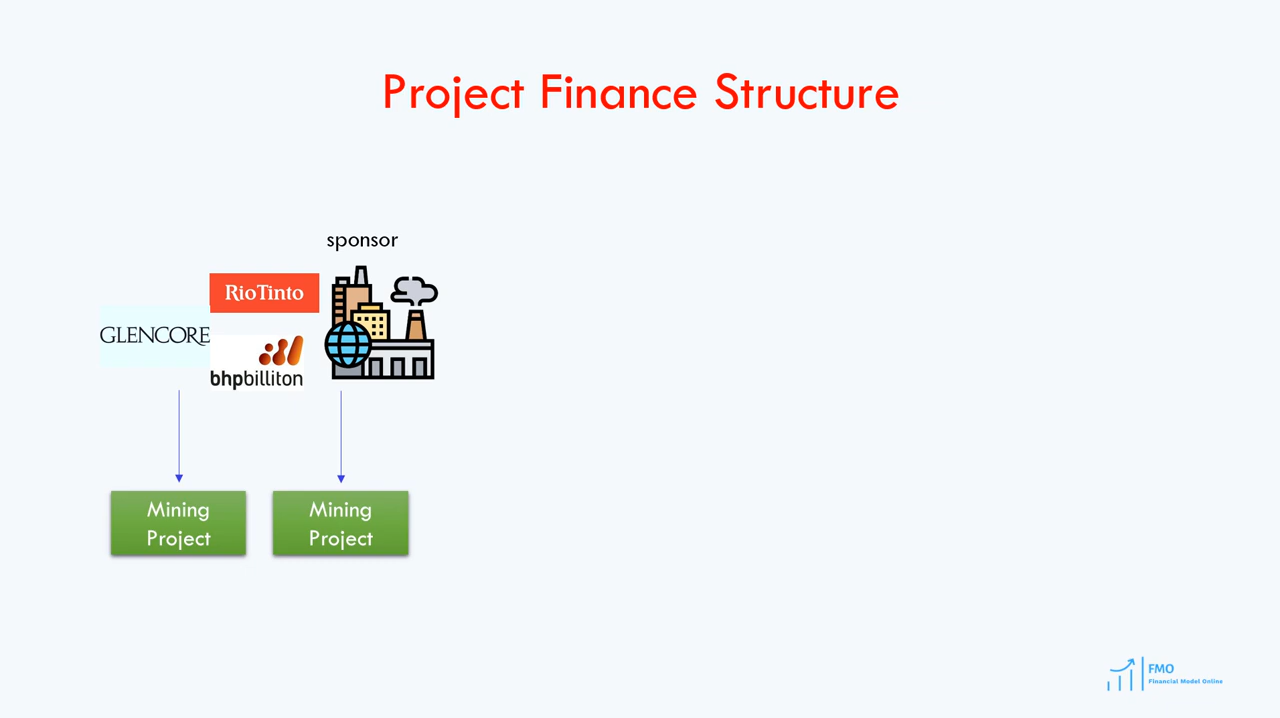 Project Finance Structure
sponsor
RioTinto
GLENCORE
bhpbilliton
Mining
Project
Mining
Project
FMO
Financial Model Online